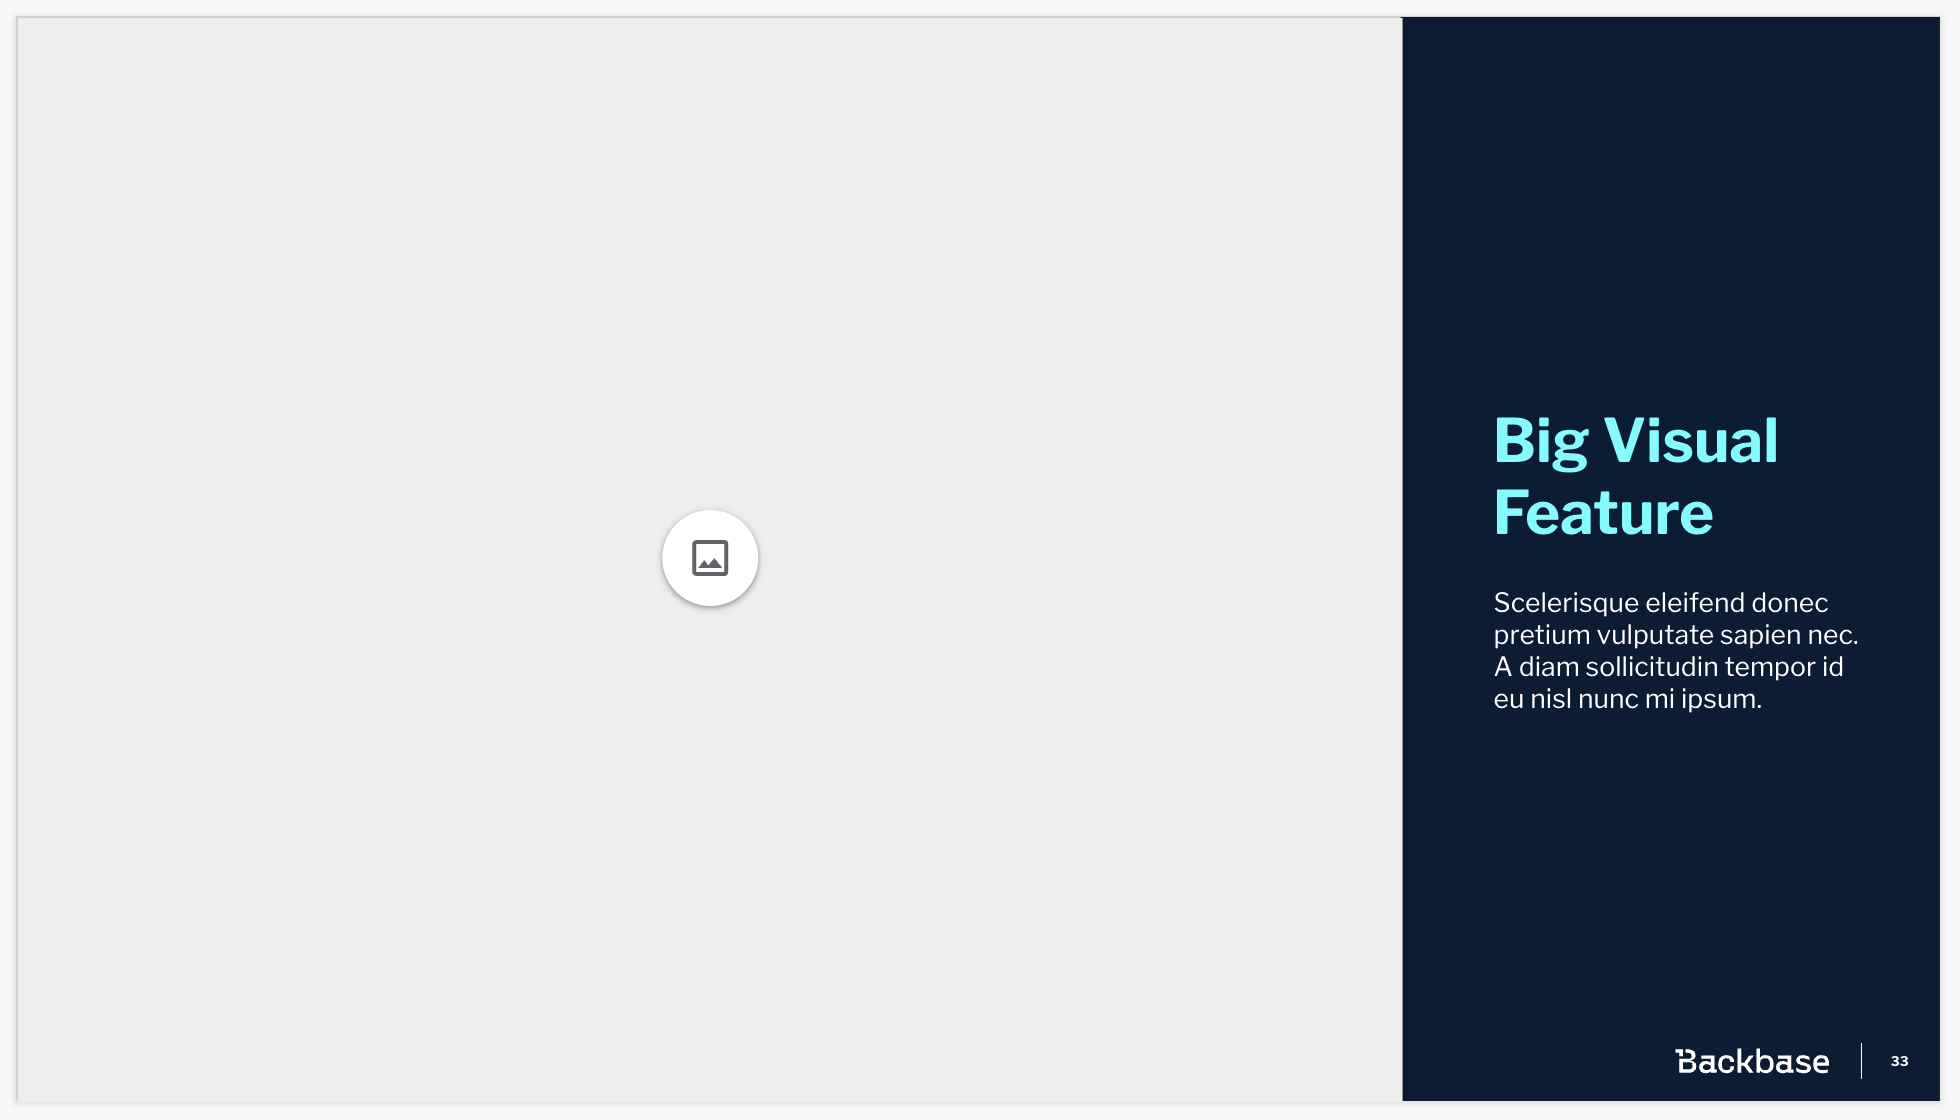 Big Visual
Feature
Scelerisque eleifend donec
pretium vulputate sapien nec.
A diam sollicitudin tempor id
eu nisl nunc mi ipsum.
Backbase
33